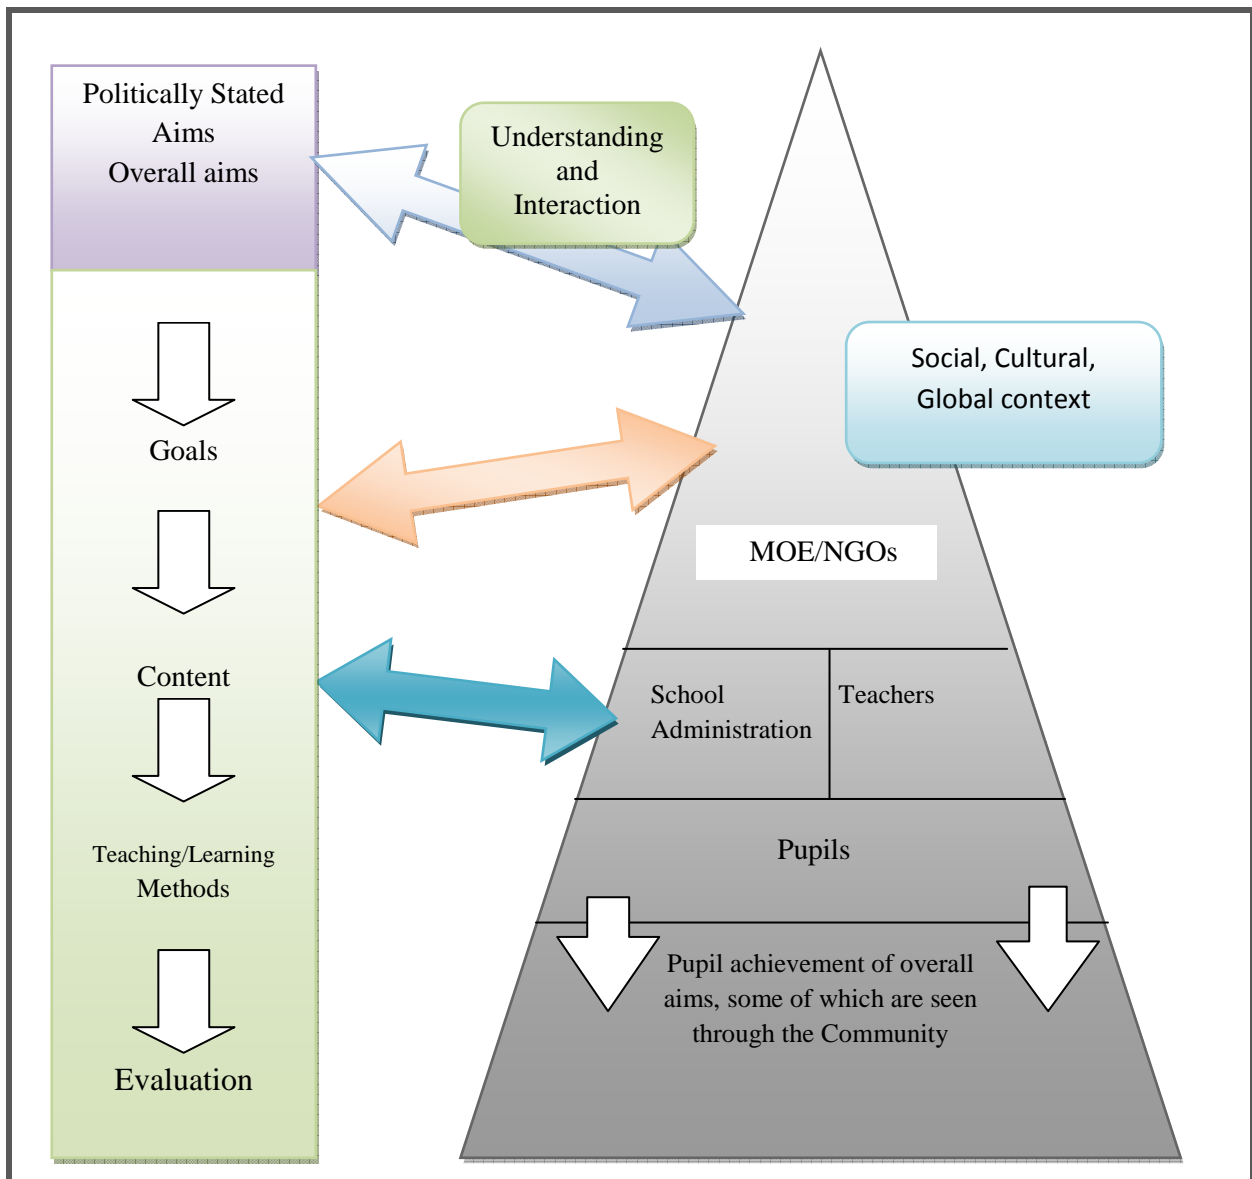 Politically Stated
Aims
Overall aims
Goals
Content
Teaching/Learning
Methods
Evaluation
Understanding
and
Interaction
Social, Cultural,
Global context
MOE/NGOs
School
Administration
Teachers
Pupils
Pupil achievement of overall
aims, some of which are seen
through the Community